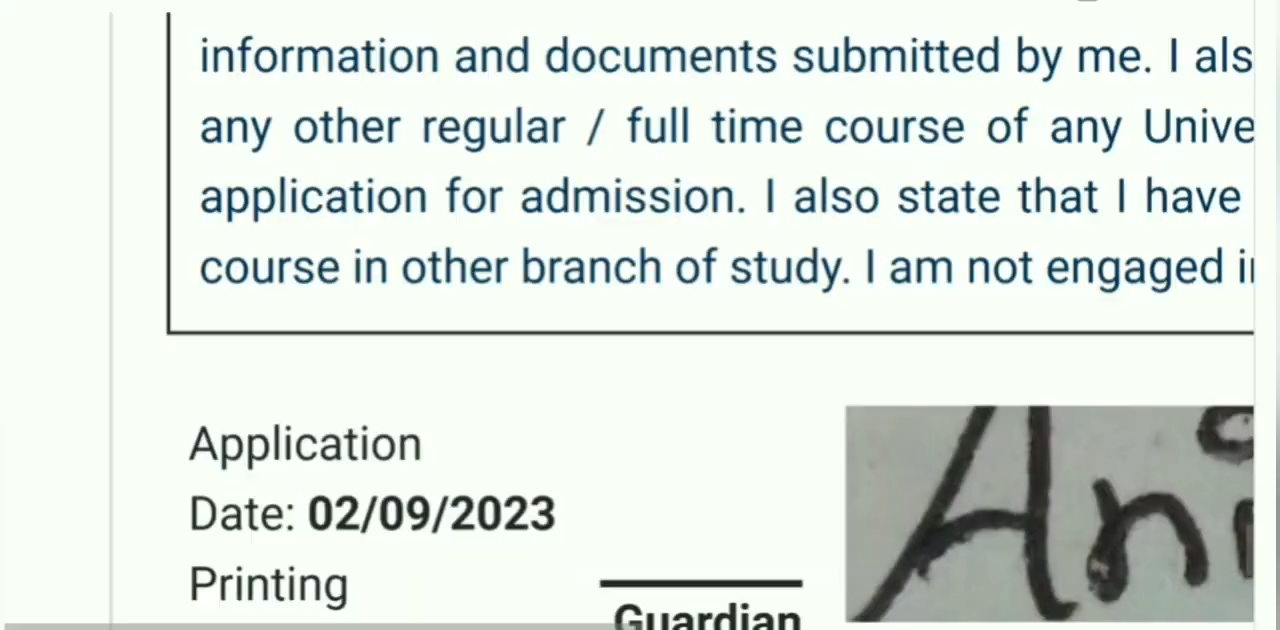 information and documents submitted by me. I als
any other regular / full time course of any Unive
application for admission. I also state that I have
course in other branch of study. I am not engaged i
Application
Date: 02/09/2023
Printing
Guardian
Ani